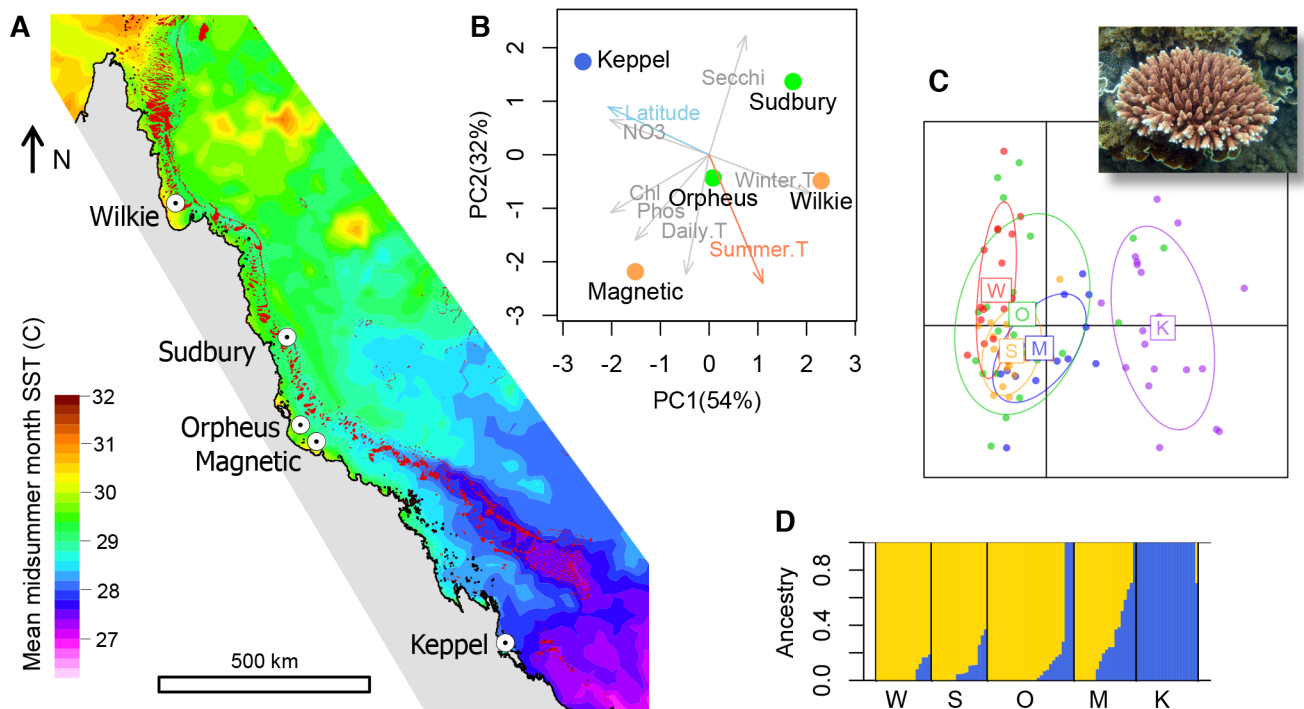 A
N
Wilkie
Sudbury
Orpheus
Magnetic
Keppel
Mean midsummer month SST (C)
32
31
30
29
28
27
500 km
B
PC2(32%)
2
1
0
-1
-2
-3
Keppel
Secchi
Sudbury
Latitude
NO3
Orpheus
Winter.T
Wilkie
Chl
Phos
Daily.T
Summer.T
Magnetic
-3 -2 -1 0 1 2 3
PC1(54%)
C
W
O
S
M
K
D
Ancestry
0.8
0.4
0.0
W S O M K